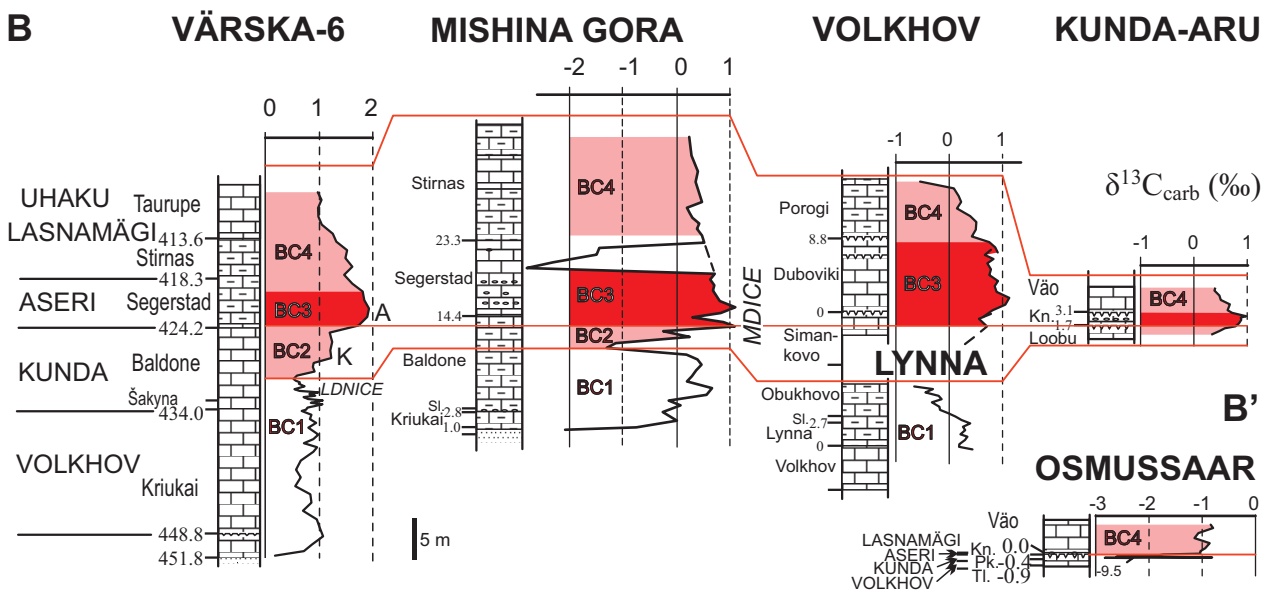 B
VÄRSKA-6
MISHINA GORA
VOLKHOV
KUNDA-ARU
0 1 2
-2 -1 0 1
-1 0 1
δ13Ccarb (‰)
-1 0 1
UHAKU
Taurupe
LASNAMÄGI
413.6
Stirnas
418.3
ASERI
Segerstad
424.2
Baldone
KUNDA
Šakyna
434.0
VOLKHOV
Kriukai
448.8
451.8
BC4
BC3
A
BC2
K
LDNICE
BC1
5 m
Stirnas
23.3
Segerstad
14.4
Baldone
Sl.
2.8
Kriukai
1.0
BC4
BC3
BC2
BC1
MDICE
Porogi
8.8
Duboviki
0
Siman-
kovo
LYNNA
Obukhovo
Sl.
2.7
Lynna
0
Volkhov
BC4
BC3
BC1
Väo
Kn.
3.1
1.7
Loobu
BC4
B’
OSMUSSAAR
-3 -2 -1 0
Väo
LASNAMÄGI
ASERI
KUNDA
VOLKHOV
Kn. 0.0
Pk. -0.4
Tl. -0.9
BC4
-9.5